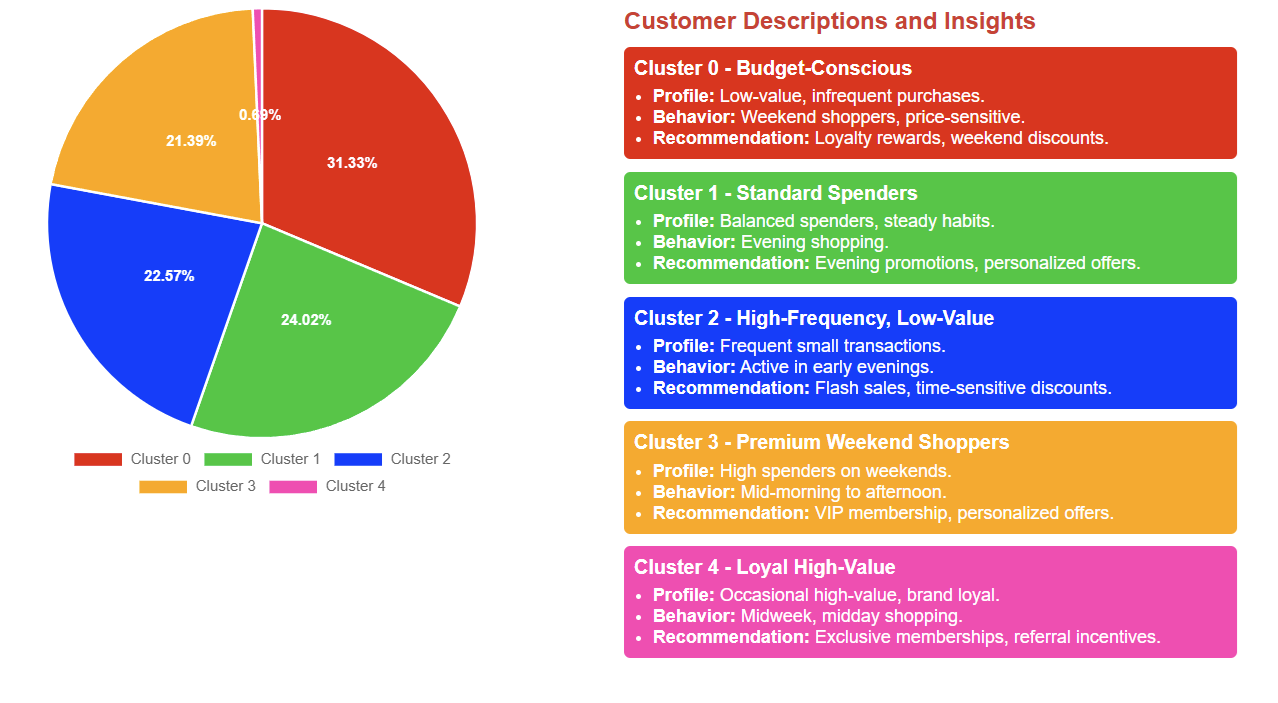 0.69%
21.39%
31.33%
22.57%
24.02%
Cluster 0 Cluster 1 Cluster 2
Cluster 3 Cluster 4
Customer Descriptions and Insights
Cluster 0 - Budget-Conscious
• Profile: Low-value, infrequent purchases.
• Behavior: Weekend shoppers, price-sensitive.
• Recommendation: Loyalty rewards, weekend discounts.
Cluster 1 - Standard Spenders
• Profile: Balanced spenders, steady habits.
• Behavior: Evening shopping.
• Recommendation: Evening promotions, personalized offers.
Cluster 2 - High-Frequency, Low-Value
• Profile: Frequent small transactions.
• Behavior: Active in early evenings.
• Recommendation: Flash sales, time-sensitive discounts.
Cluster 3 - Premium Weekend Shoppers
• Profile: High spenders on weekends.
• Behavior: Mid-morning to afternoon.
• Recommendation: VIP membership, personalized offers.
Cluster 4 - Loyal High-Value
• Profile: Occasional high-value, brand loyal.
• Behavior: Midweek, midday shopping.
• Recommendation: Exclusive memberships, referral incentives.